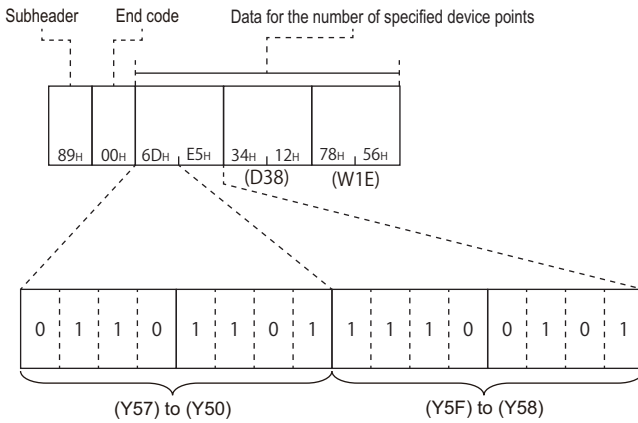 Subheader End code Data for the number of specified device points
89H 00H 6DH E5H 34H 12H 78H 56H
(D38) (W1E)
0 1 1 0 1 1 0 1 1 1 1 0 0 1 0 1
(Y57) to (Y50) (Y5F) to (Y58)